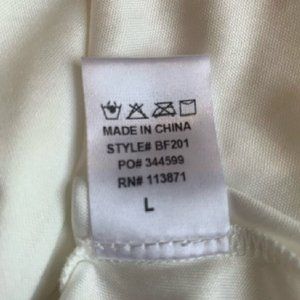 MADE IN CHINA
STYLE# BF201
PO# 344599
RN# 113871
L